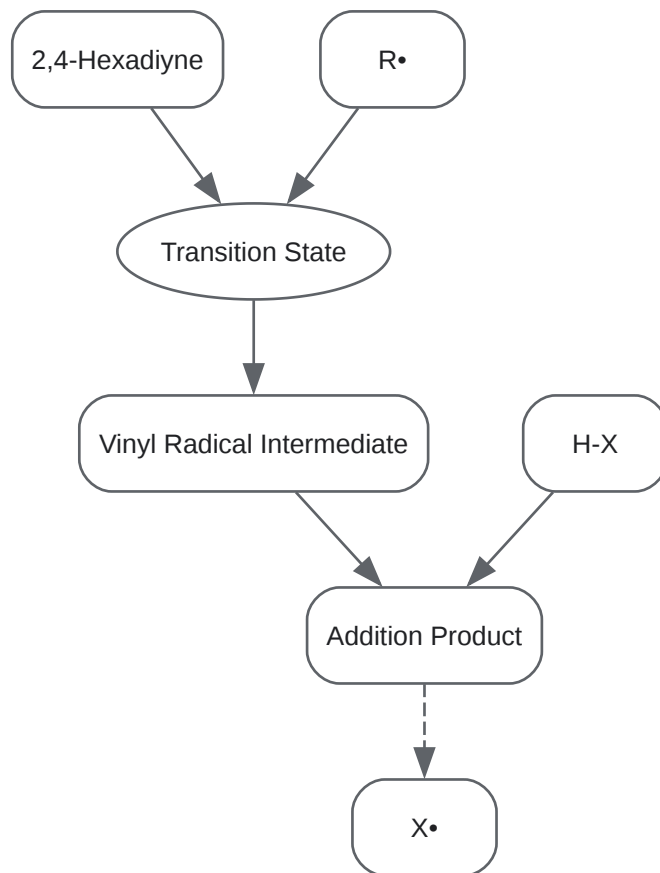 2,4-Hexadiyne
R•
Transition State
Vinyl Radical Intermediate
H-X
Addition Product
X•